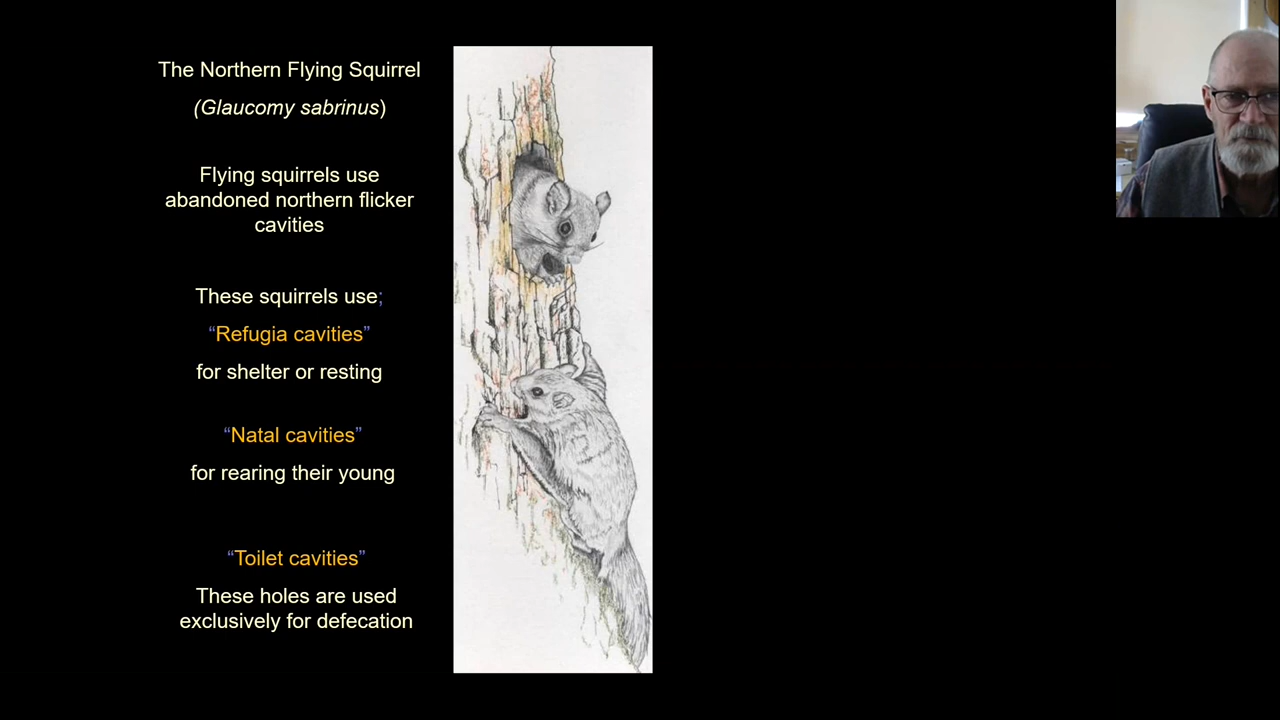 The Northern Flying Squirrel
(Glaucomy sabrinus)
Flying squirrels use
abandoned northern flicker
cavities
These squirrels use;
“Refugia cavities”
for shelter or resting
“Natal cavities”
for rearing their young
“Toilet cavities”
These holes are used
exclusively for defecation